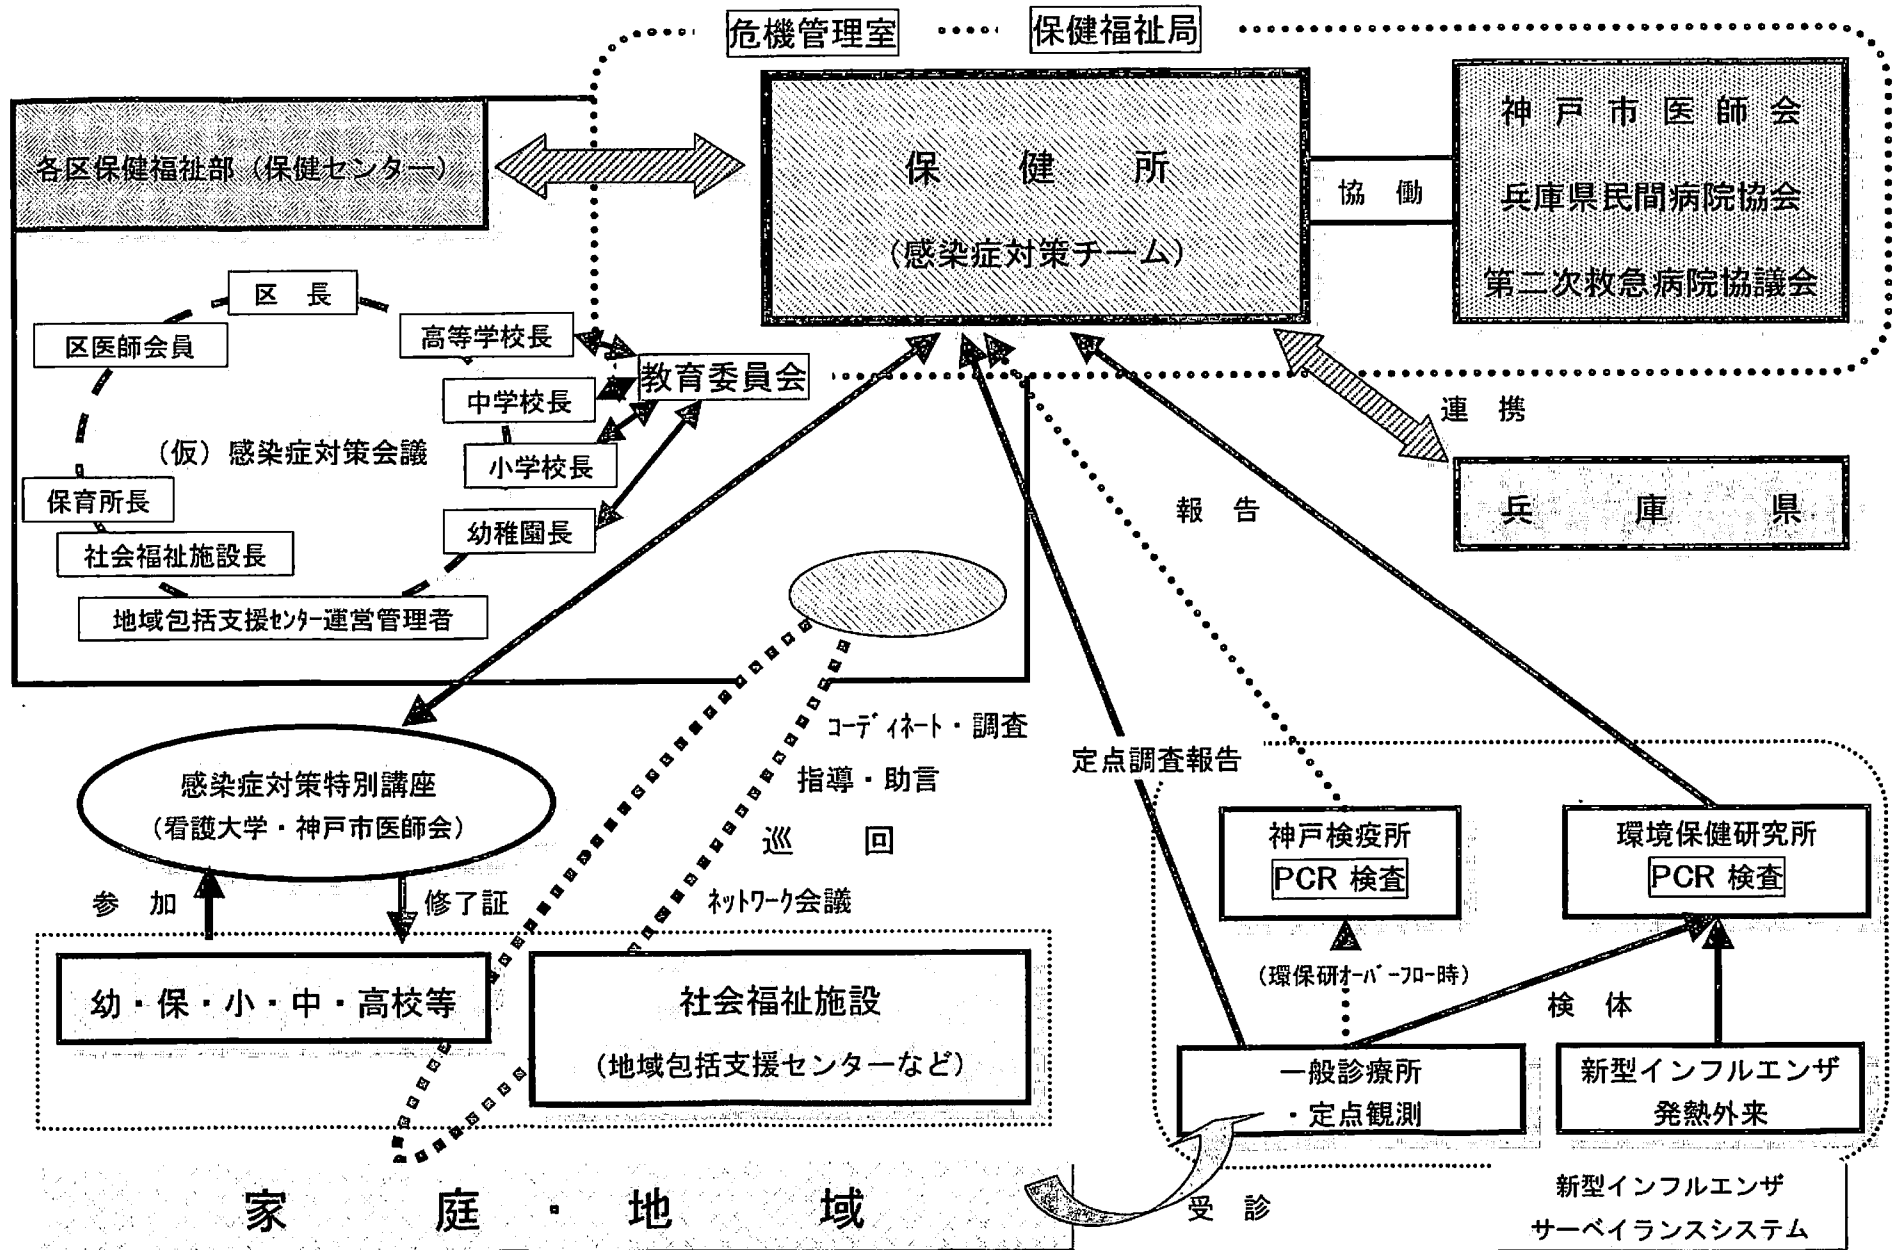 危機管理室
保健福祉局
各区保健福祉部（保健センター）
保　健　所
（感染症対策チーム）
協　働
神戸市医師会
兵庫県民間病院協会
第二次救急病院協議会
区　長
区医師会員
高等学校長
教育委員会
中学校長
（仮）感染症対策会議
小学校長
保育所長
幼稚園長
社会福祉施設長
地域包括支援ｾﾝﾀｰ運営管理者
連　携
兵　庫　県
報　告
ｺｰﾃﾞｨﾈｰﾄ・調査
指導・助言
巡　回
ﾈｯﾄﾜｰｸ会議
定点調査報告
感染症対策特別講座
（看護大学・神戸市医師会）
参　加
修了証
幼・保・小・中・高校等
社会福祉施設
（地域包括支援センターなど）
神戸検疫所
PCR 検査
環境保健研究所
PCR 検査
（環保研ｵｰﾊﾞｰﾌﾛｰ時）
検　体
一般診療所
・定点観測
新型インフルエンザ
発熱外来
家　庭　・　地　域
受　診
新型インフルエンザ
サーベイランスシステム